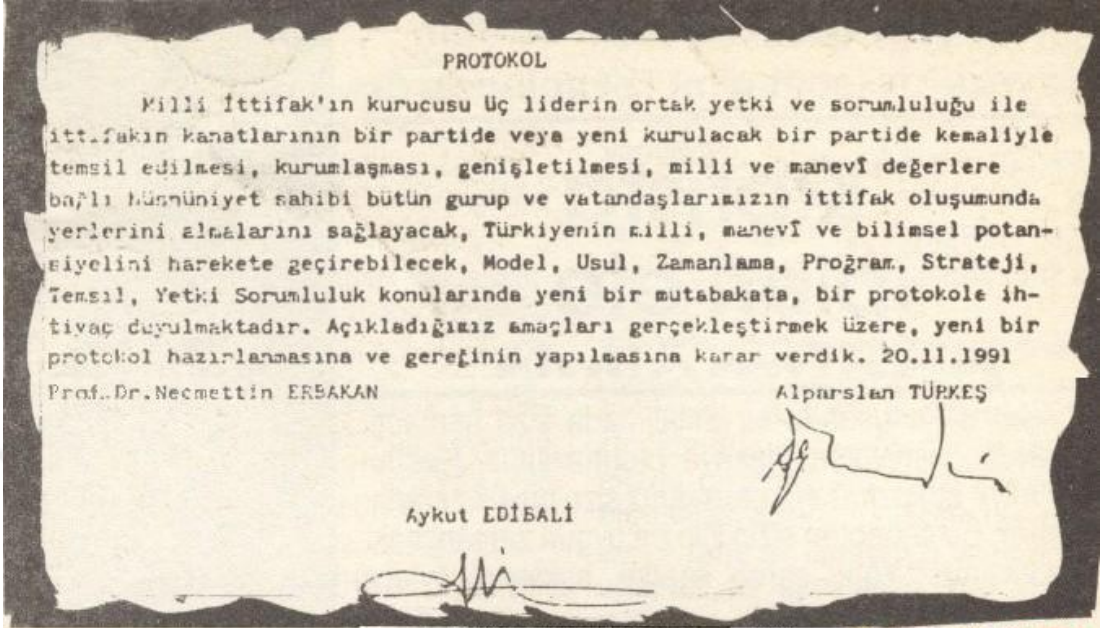 PROTOKOL
Milli İttifak'ın kurucusu Üç liderin ortak yetki ve sorumluluğu ile
ittifakın kanatlarının bir partide veya yeni kurulacak bir partide kemaliyle
temsil edilmesi, kurumlaşması, genişletilmesi, milli ve manevî değerlere
bağlı hüsnüniyet sahibi bütün gurup ve vatandaşlarımızın ittifak oluşumunda
yerlerini almalarını sağlayacak, Türkiyenin milli, manevî ve bilimsel potan-
siyelini harekete geçirebilecek, Model, Usul, Zamanlama, Proğram, Strateji,
Temsil, Yetki Sorumluluk konularında yeni bir mutabakata, bir protokole ih-
tiyaç duyulmaktadır. Açıkladığımız amaçları gerçekleştirmek üzere, yeni bir
protokol hazırlanmasına ve gereğinin yapılmasına karar verdik. 20.11.1991
Prof.Dr.Necmettin ERBAKAN Alparslan TÜRKEŞ
Aykut EDİBALİ